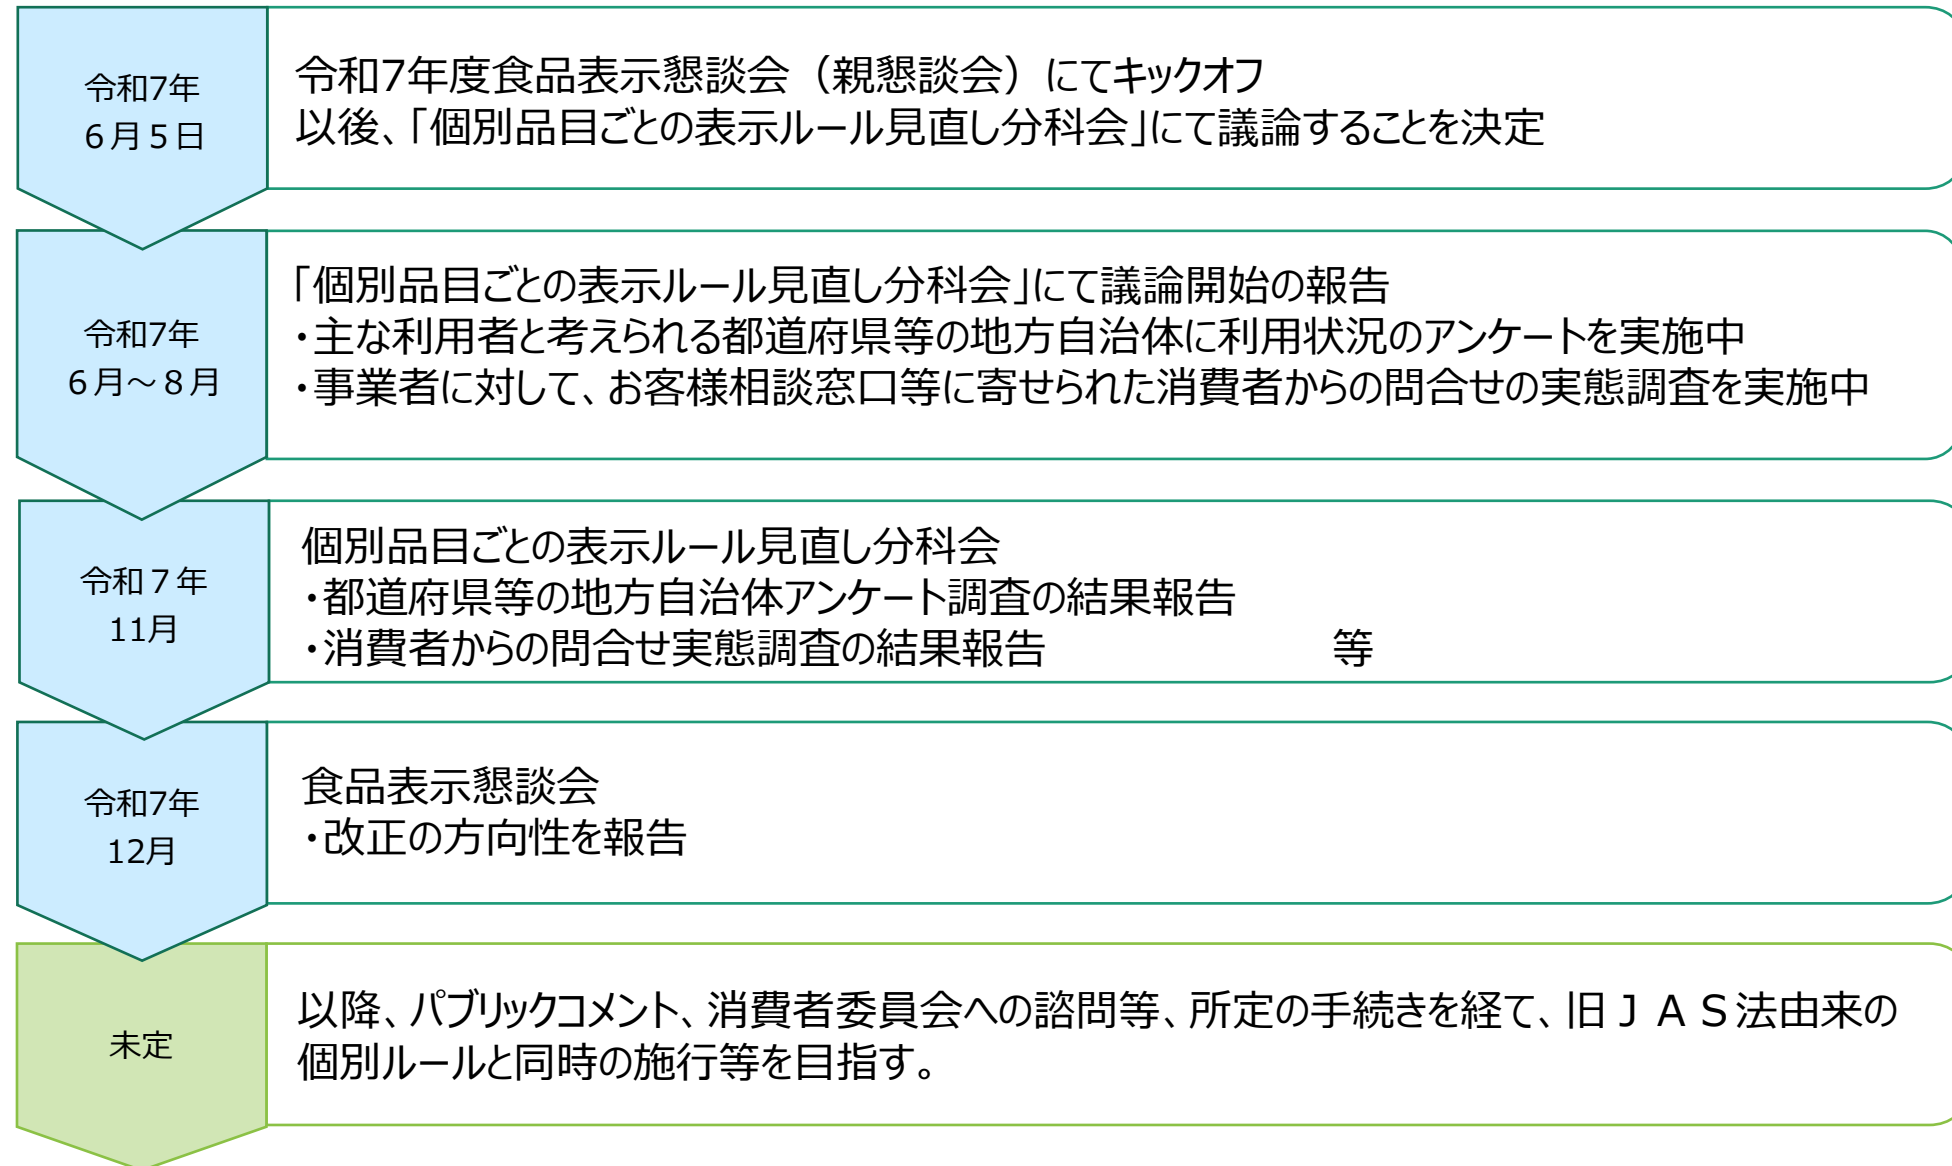 令和7年
6月5日
令和7年度食品表示懇談会（親懇談会）にてキックオフ
以後、「個別品目ごとの表示ルール見直し分科会」にて議論することを決定
令和7年
6月～8月
「個別品目ごとの表示ルール見直し分科会」にて議論開始の報告
・主な利用者と考えられる都道府県等の地方自治体に利用状況のアンケートを実施中
・事業者に対して、お客様相談窓口等に寄せられた消費者からの問合せの実態調査を実施中
令和７年
11月
個別品目ごとの表示ルール見直し分科会
・都道府県等の地方自治体アンケート調査の結果報告
・消費者からの問合せ実態調査の結果報告　　　　　　　等
令和7年
12月
食品表示懇談会
・改正の方向性を報告
未定
以降、パブリックコメント、消費者委員会への諮問等、所定の手続きを経て、旧ＪＡＳ法由来の
個別ルールと同時の施行等を目指す。